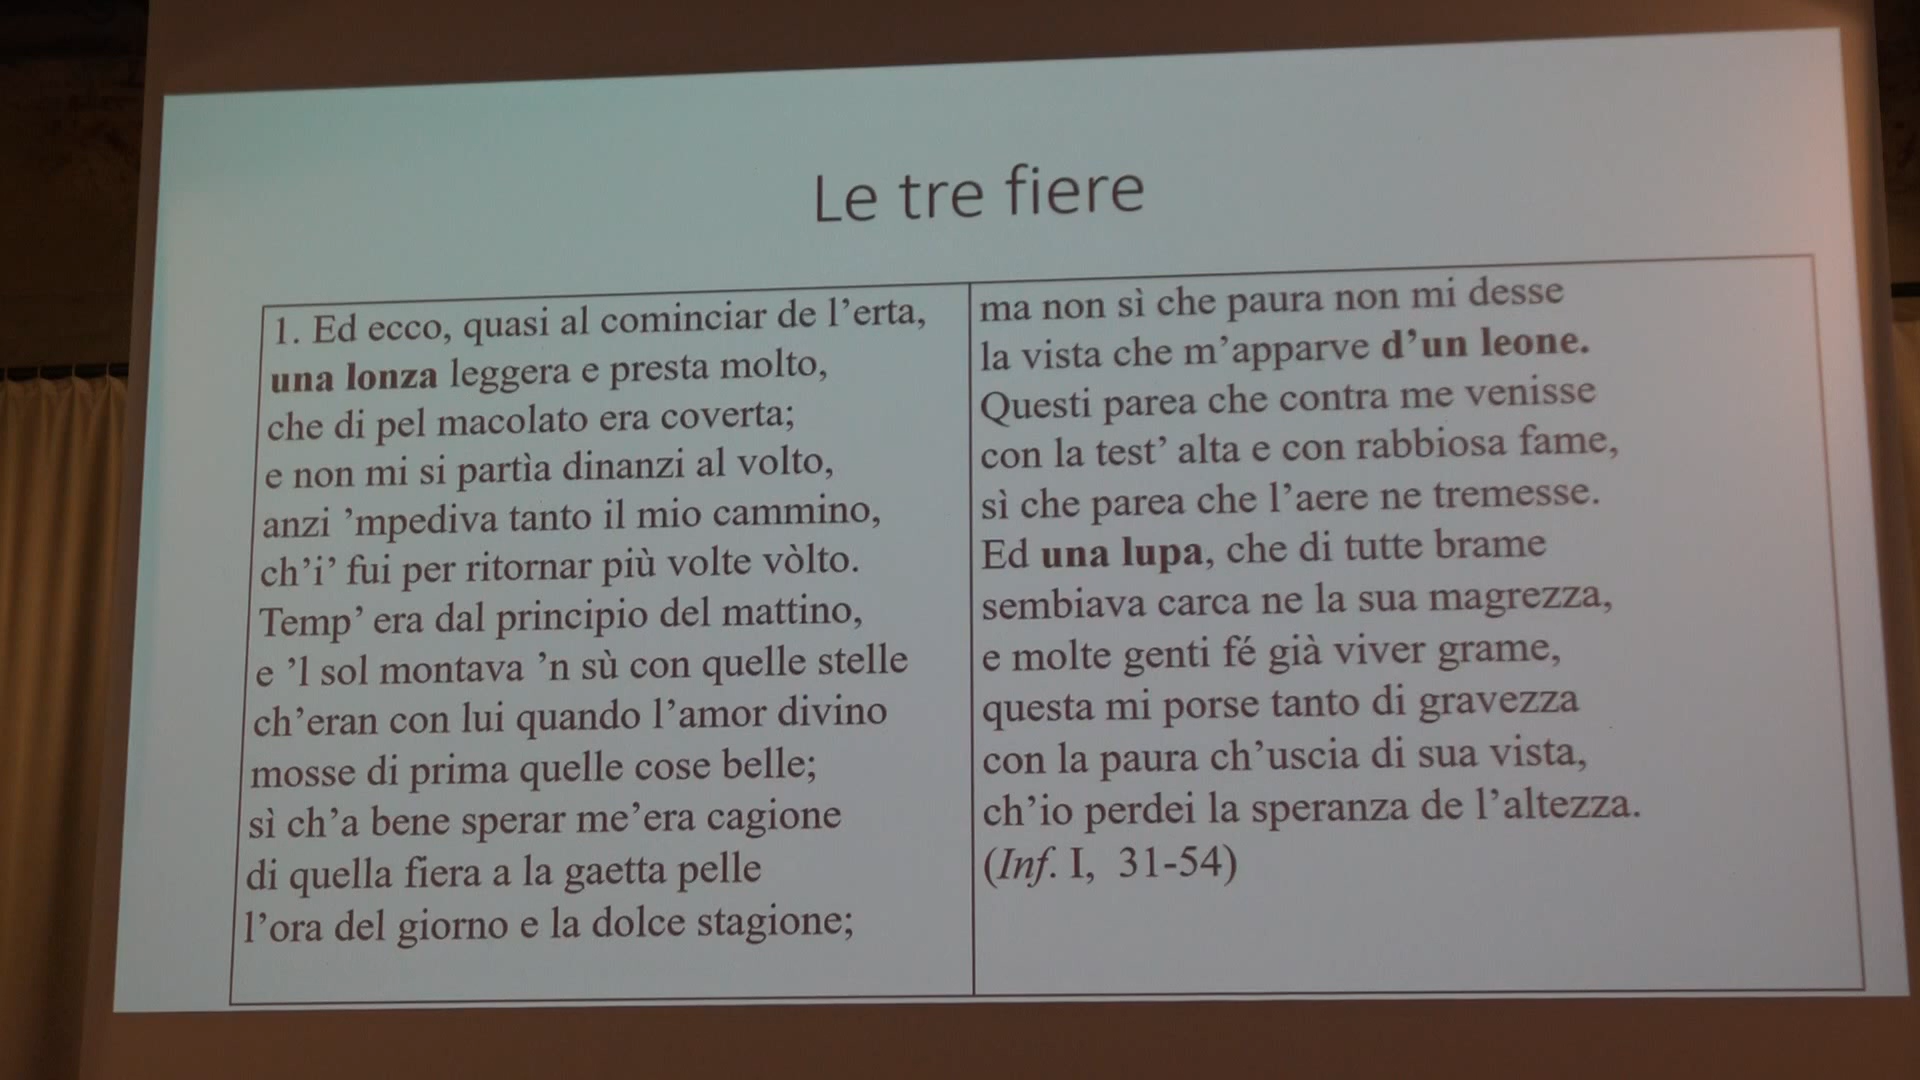 Le tre fiere
1. Ed ecco, quasi al cominciar de l’erta,
una lonza leggera e presta molto,
che di pel macolato era coverta;
e non mi si partìa dinanzi al volto,
anzi ’mpediva tanto il mio cammino,
ch’i’ fui per ritornar più volte vòlto.
Temp’ era dal principio del mattino,
e ’l sol montava ’n sù con quelle stelle
ch’eran con lui quando l’amor divino
mosse di prima quelle cose belle;
sì ch’a bene sperar me’era cagione
di quella fiera a la gaetta pelle
l’ora del giorno e la dolce stagione;
ma non sì che paura non mi desse
la vista che m’apparve d’un leone.
Questi parea che contra me venisse
con la test’ alta e con rabbiosa fame,
sì che parea che l’aere ne tremesse.
Ed una lupa, che di tutte brame
sembiava carca ne la sua magrezza,
e molte genti fé già viver grame,
questa mi porse tanto di gravezza
con la paura ch’uscia di sua vista,
ch’io perdei la speranza de l’altezza.
(Inf. I, 31-54)